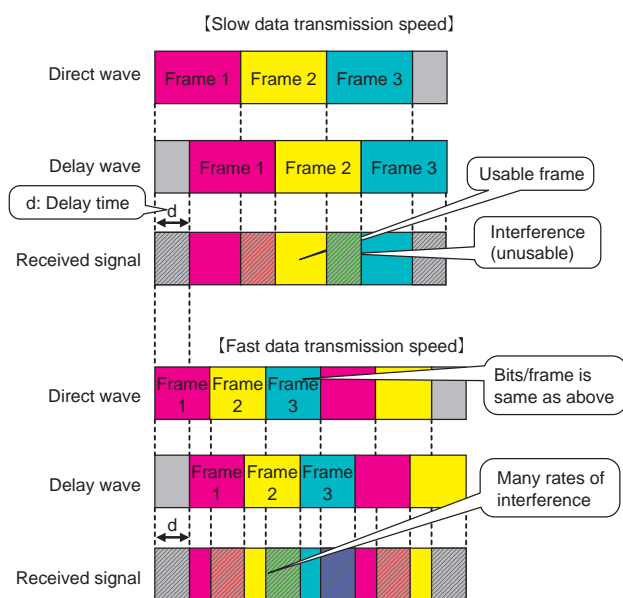 【Slow data transmission speed】
Direct wave
Frame 1 Frame 2 Frame 3
Delay wave
Frame 1 Frame 2 Frame 3
Usable frame
d: Delay time
d
Interference
(unusable)
Received signal
【Fast data transmission speed】
Direct wave
Frame 1
Frame 2
Frame 3
Bits/frame is
same as above
Delay wave
Frame 1
Frame 2
Frame 3
Many rates of
interference
d
Received signal